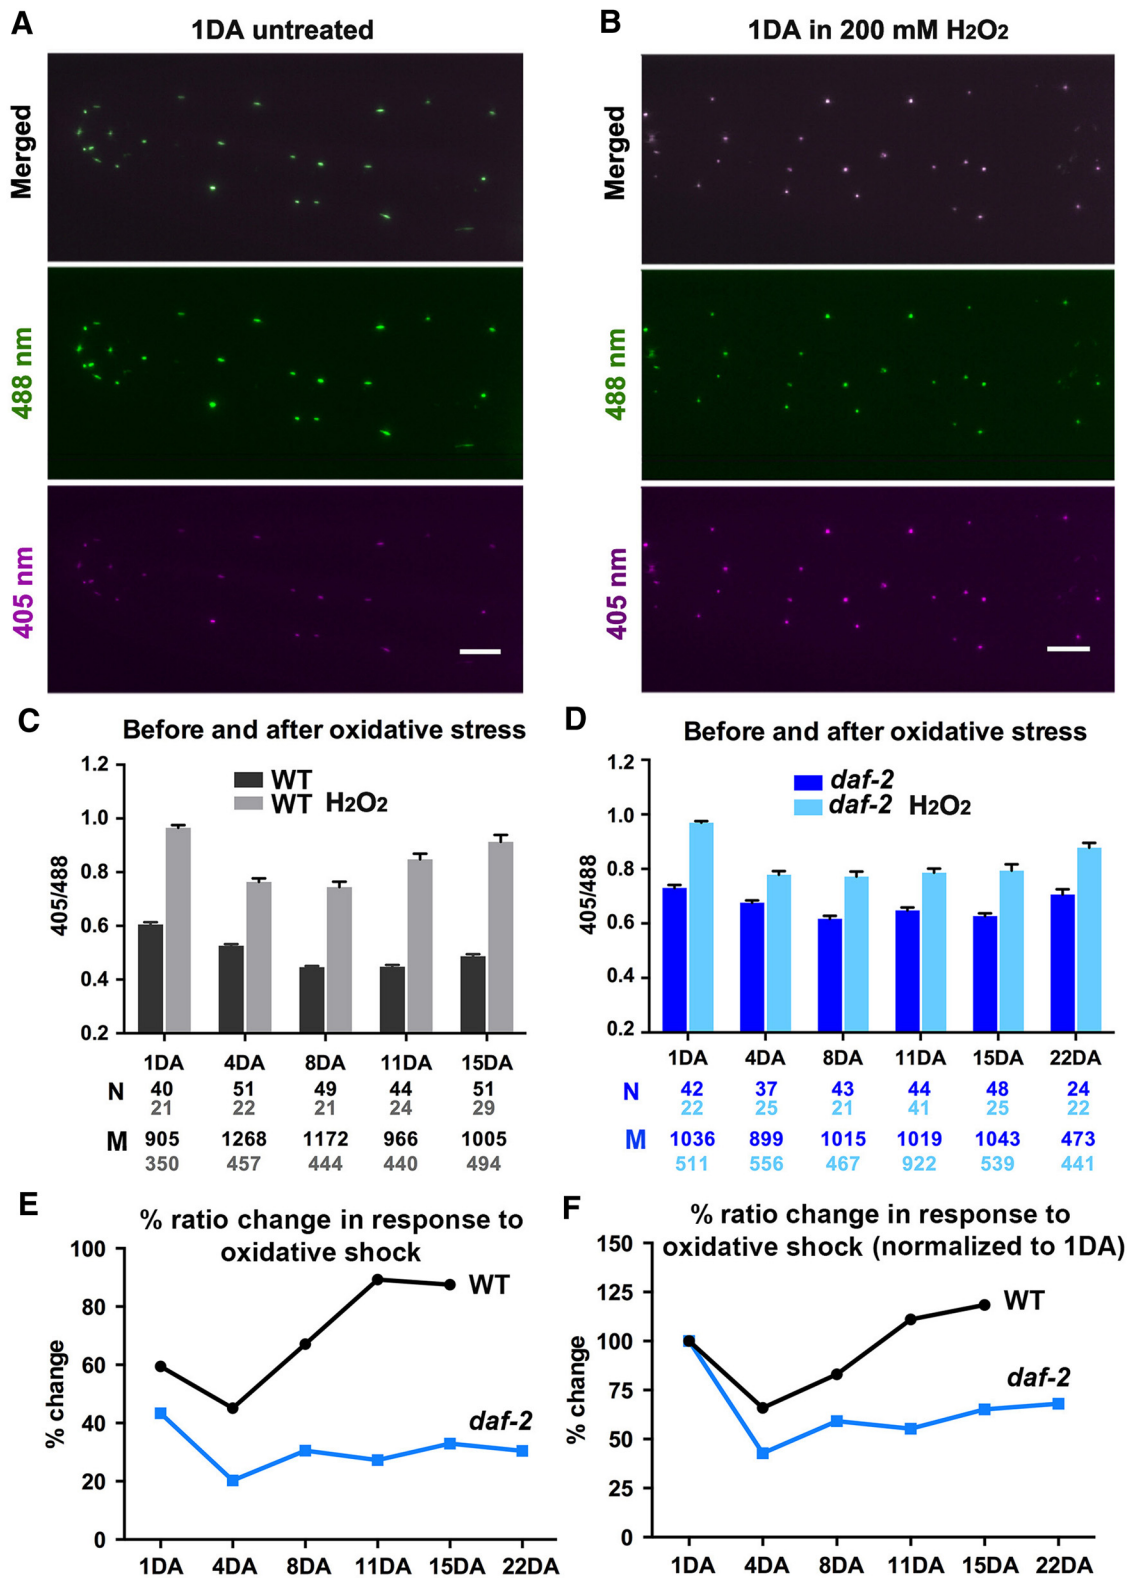 A
1DA untreated
B
1DA in 200 mM H2O2
Merged
488 nm
405 nm
Merged
488 nm
405 nm
C
Before and after oxidative stress
405/488
1.2
1.0
0.8
0.6
0.4
0.2
WT
WT H2O2
1DA 4DA 8DA 11DA 15DA
N 40 51 49 44 51
21 22 21 24 29
M 905 1268 1172 966 1005
350 457 444 440 494
D
Before and after oxidative stress
405/488
1.2
1.0
0.8
0.6
0.4
0.2
daf-2
daf-2 H2O2
1DA 4DA 8DA 11DA 15DA 22DA
N 42 37 43 44 48 24
22 25 21 41 25 22
M 1036 899 1015 1019 1043 473
511 556 467 922 539 441
E
% ratio change in response to
oxidative shock
% change
100
80
60
40
20
0
WT
daf-2
1DA 4DA 8DA 11DA 15DA 22DA
F
% ratio change in response to
oxidative shock (normalized to 1DA)
% change
150
125
100
75
50
25
0
WT
daf-2
1DA 4DA 8DA 11DA 15DA 22DA